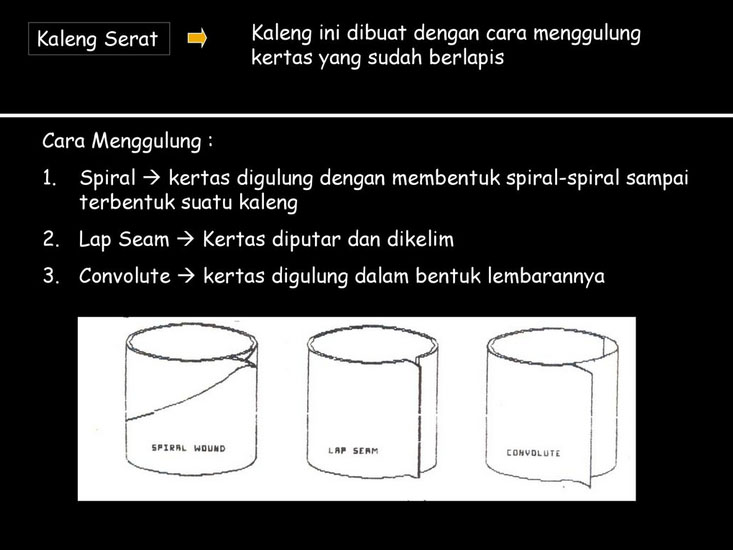 Kaleng Serat
Kaleng ini dibuat dengan cara menggulung
kertas yang sudah berlapis
Cara Menggulung :
1. Spiral → kertas digulung dengan membentuk spiral-spiral sampai
terbentuk suatu kaleng
2. Lap Seam → Kertas diputar dan dikelim
3. Convolute → kertas digulung dalam bentuk lembarannya
SPIRAL WOUND
LAP SEAM
CONVOLUTE